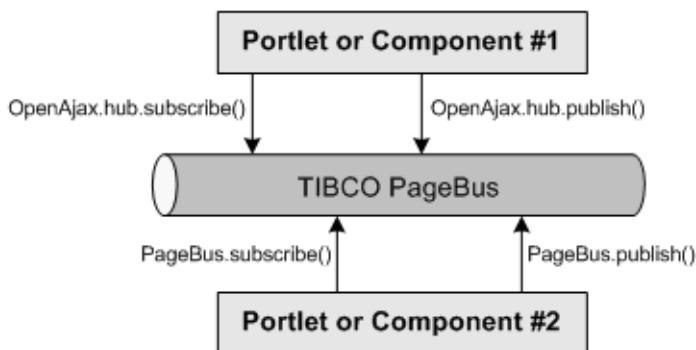 Portlet or Component #1
OpenAjax.hub.subscribe()
OpenAjax.hub.publish()
TIBCO PageBus
PageBus.subscribe()
PageBus.publish()
Portlet or Component #2